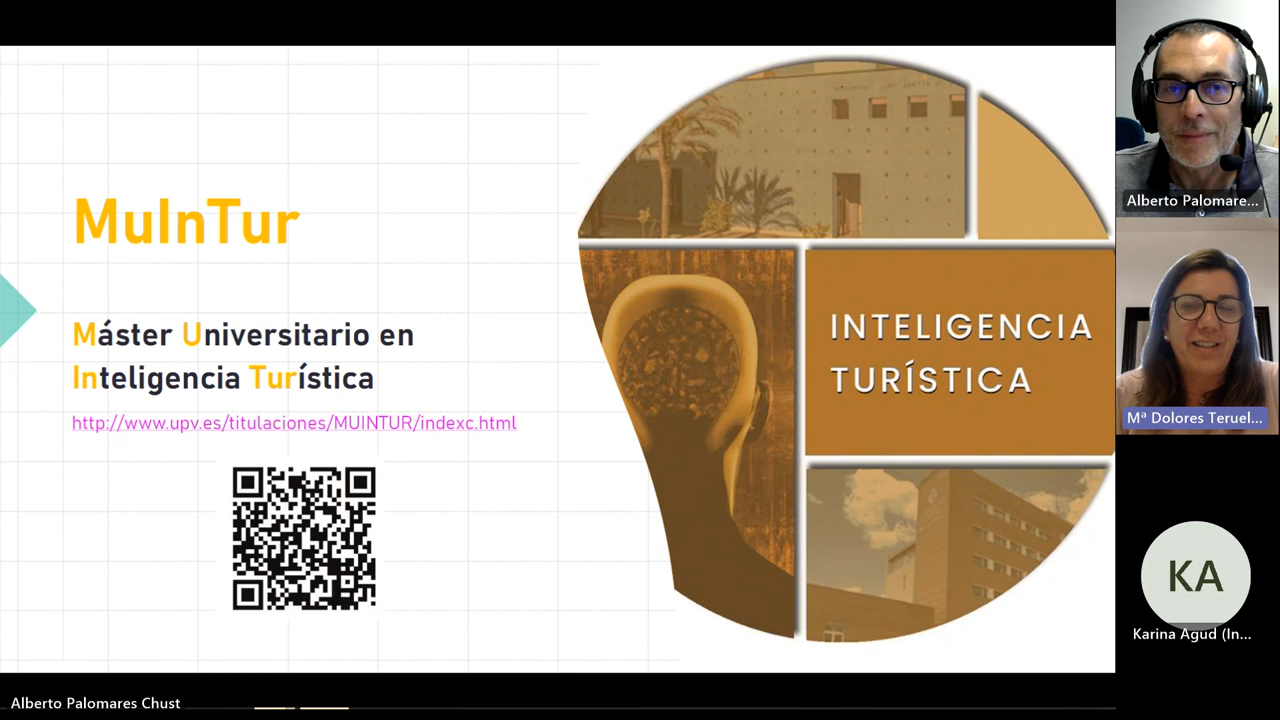 MuInTur
Máster Universitario en
Inteligencia Turística
http://www.upv.es/titulaciones/MUINTUR/indexc.html
INTELIGENCIA
TURÍSTICA
Alberto Palomare...
Mª Dolores Teruel...
KA
Karina Agud (In...
Alberto Palomares Chust